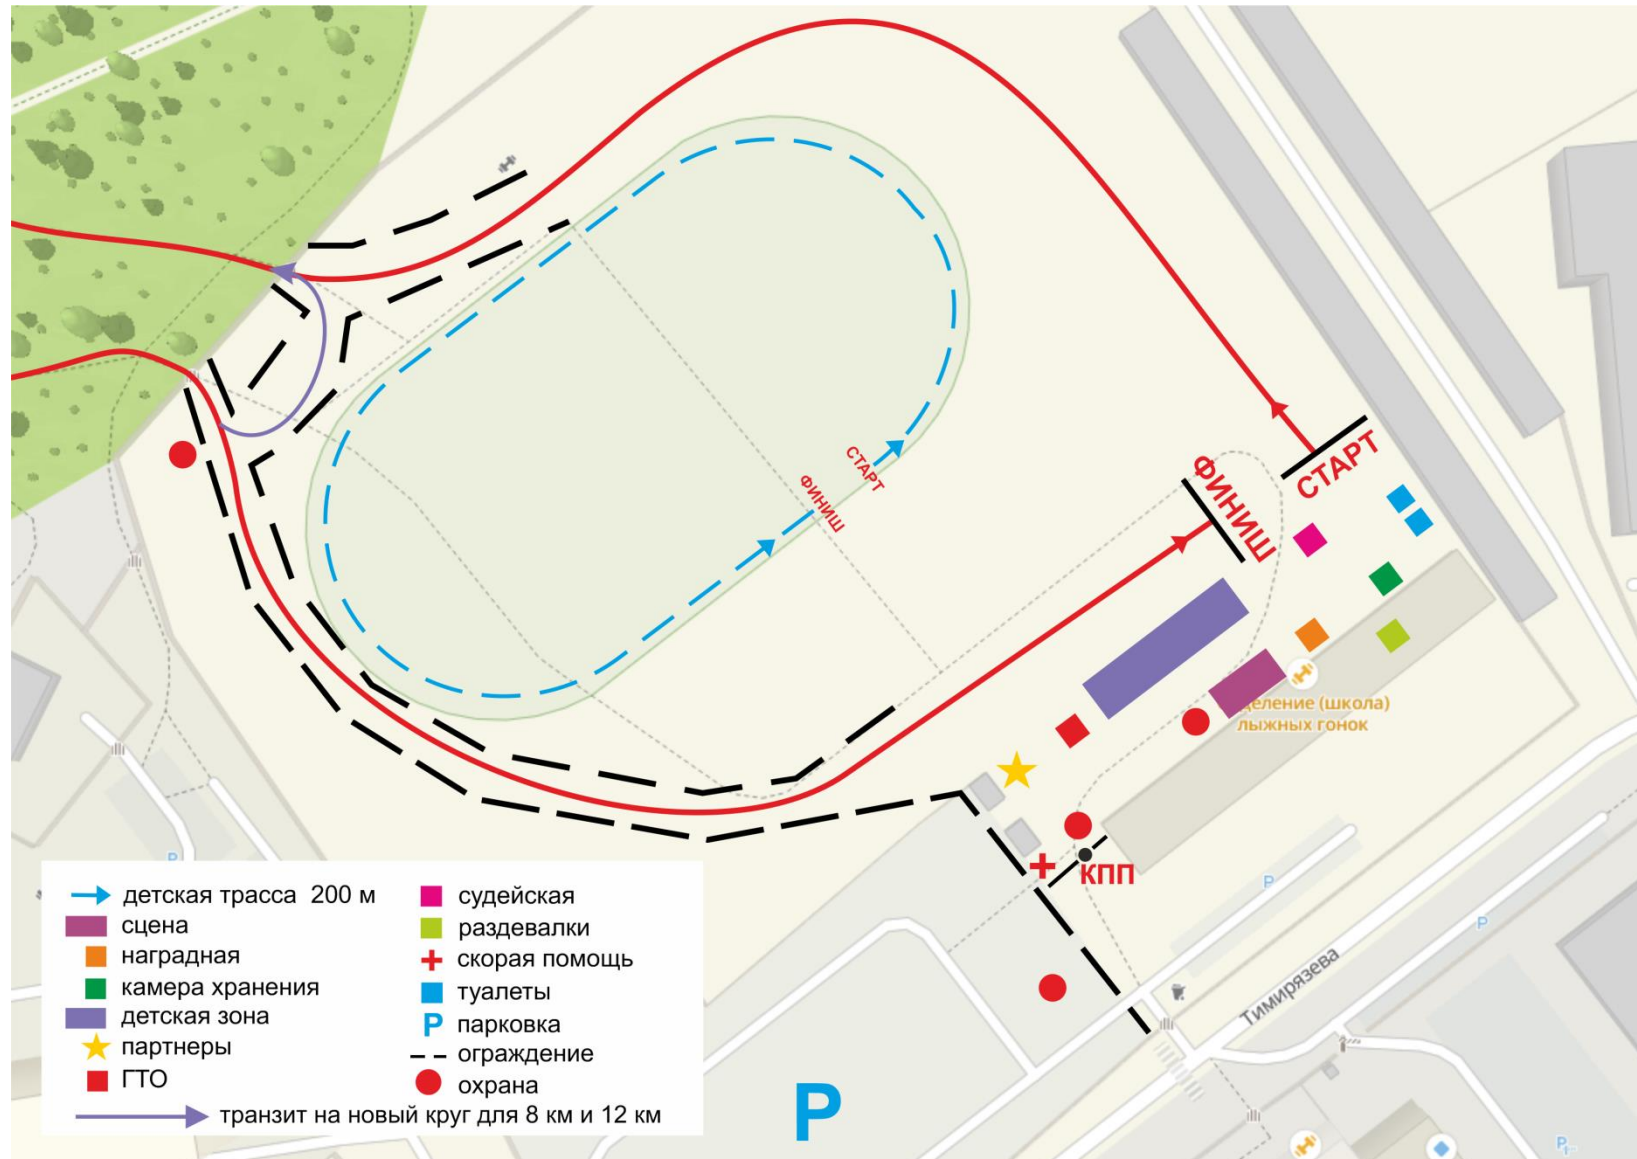 СТАРТ
ФИНИШ
СТАРТ
ФИНИШ
деление (школа)
лыжных гонок
КПП
Тимирязева
P
P
P
P
P
детская трасса 200 м
сцена
наградная
камера хранения
детская зона
партнеры
ГТО
судейская
раздевалки
скорая помощь
туалеты
P парковка
ограждение
охрана
транзит на новый круг для 8 км и 12 км